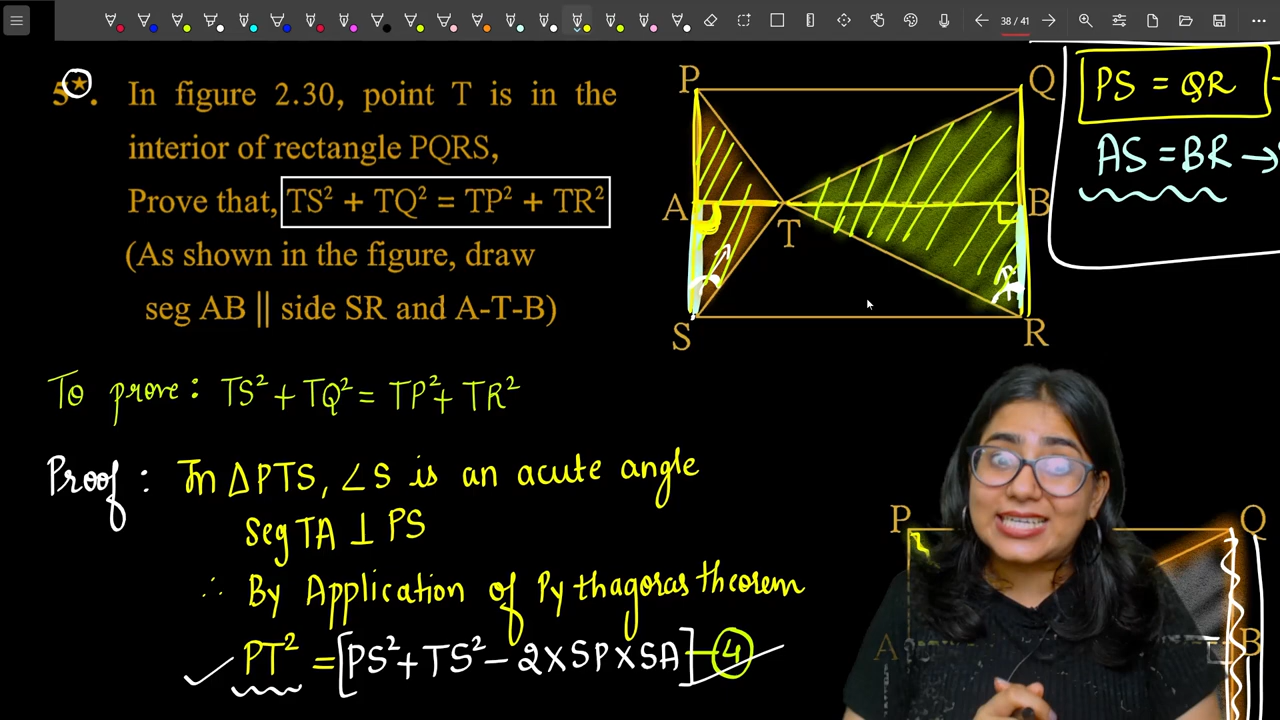 38 / 41
5★. In figure 2.30, point T is in the
interior of rectangle PQRS,
Prove that, TS² + TQ² = TP² + TR²
(As shown in the figure, draw
seg AB || side SR and A-T-B)
P Q
A T B
S R
PS = QR
AS = BR →
To prove : TS² + TQ² = TP² + TR²
Proof : In ΔPTS, ∠S is an acute angle
Seg TA ⊥ PS
∴ By Application of Pythagoras theorem
PT² = [PS² + TS² − 2 × SP × SA] — 4
P Q
A B